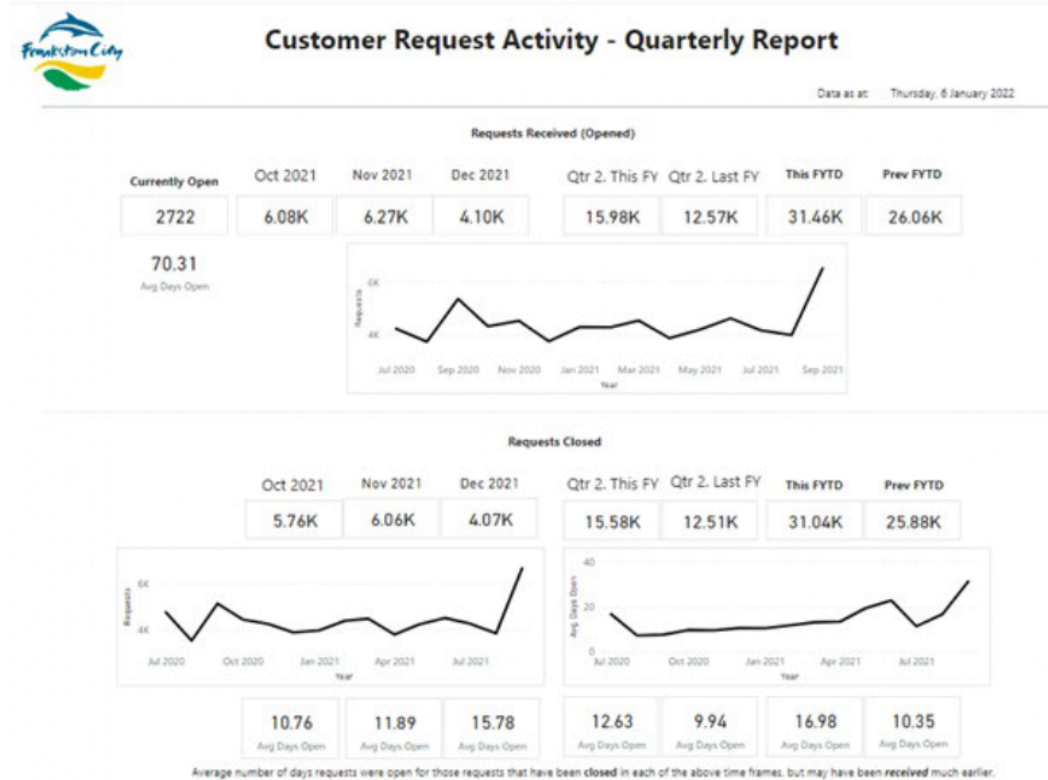 Frankston City
Customer Request Activity - Quarterly Report
Data as at: Thursday, 6 January 2022
Requests Received (Opened)
Currently Open Oct 2021 Nov 2021 Dec 2021 Qtr 2. This FY Qtr 2. Last FY This FYTD Prev FYTD
2722 6.08K 6.27K 4.10K 15.98K 12.57K 31.46K 26.06K
70.31
Avg Days Open
6K
Requests
4K
Jul 2020 Sep 2020 Nov 2020 Jan 2021 Mar 2021 May 2021 Jul 2021 Sep 2021
Year
Requests Closed
Oct 2021 Nov 2021 Dec 2021 Qtr 2. This FY Qtr 2. Last FY This FYTD Prev FYTD
5.76K 6.06K 4.07K 15.58K 12.51K 31.04K 25.88K
6K
Requests
4K
Jul 2020 Oct 2020 Jan 2021 Apr 2021 Jul 2021
Year
40
Avg Days Open
20
0
Jul 2020 Oct 2020 Jan 2021 Apr 2021 Jul 2021
Year
10.76 11.89 15.78 12.63 9.94 16.98 10.35
Avg Days Open Avg Days Open Avg Days Open Avg Days Open Avg Days Open Avg Days Open Avg Days Open
Average number of days requests were open for those requests that have been closed in each of the above time frames, but may have been received much earlier.